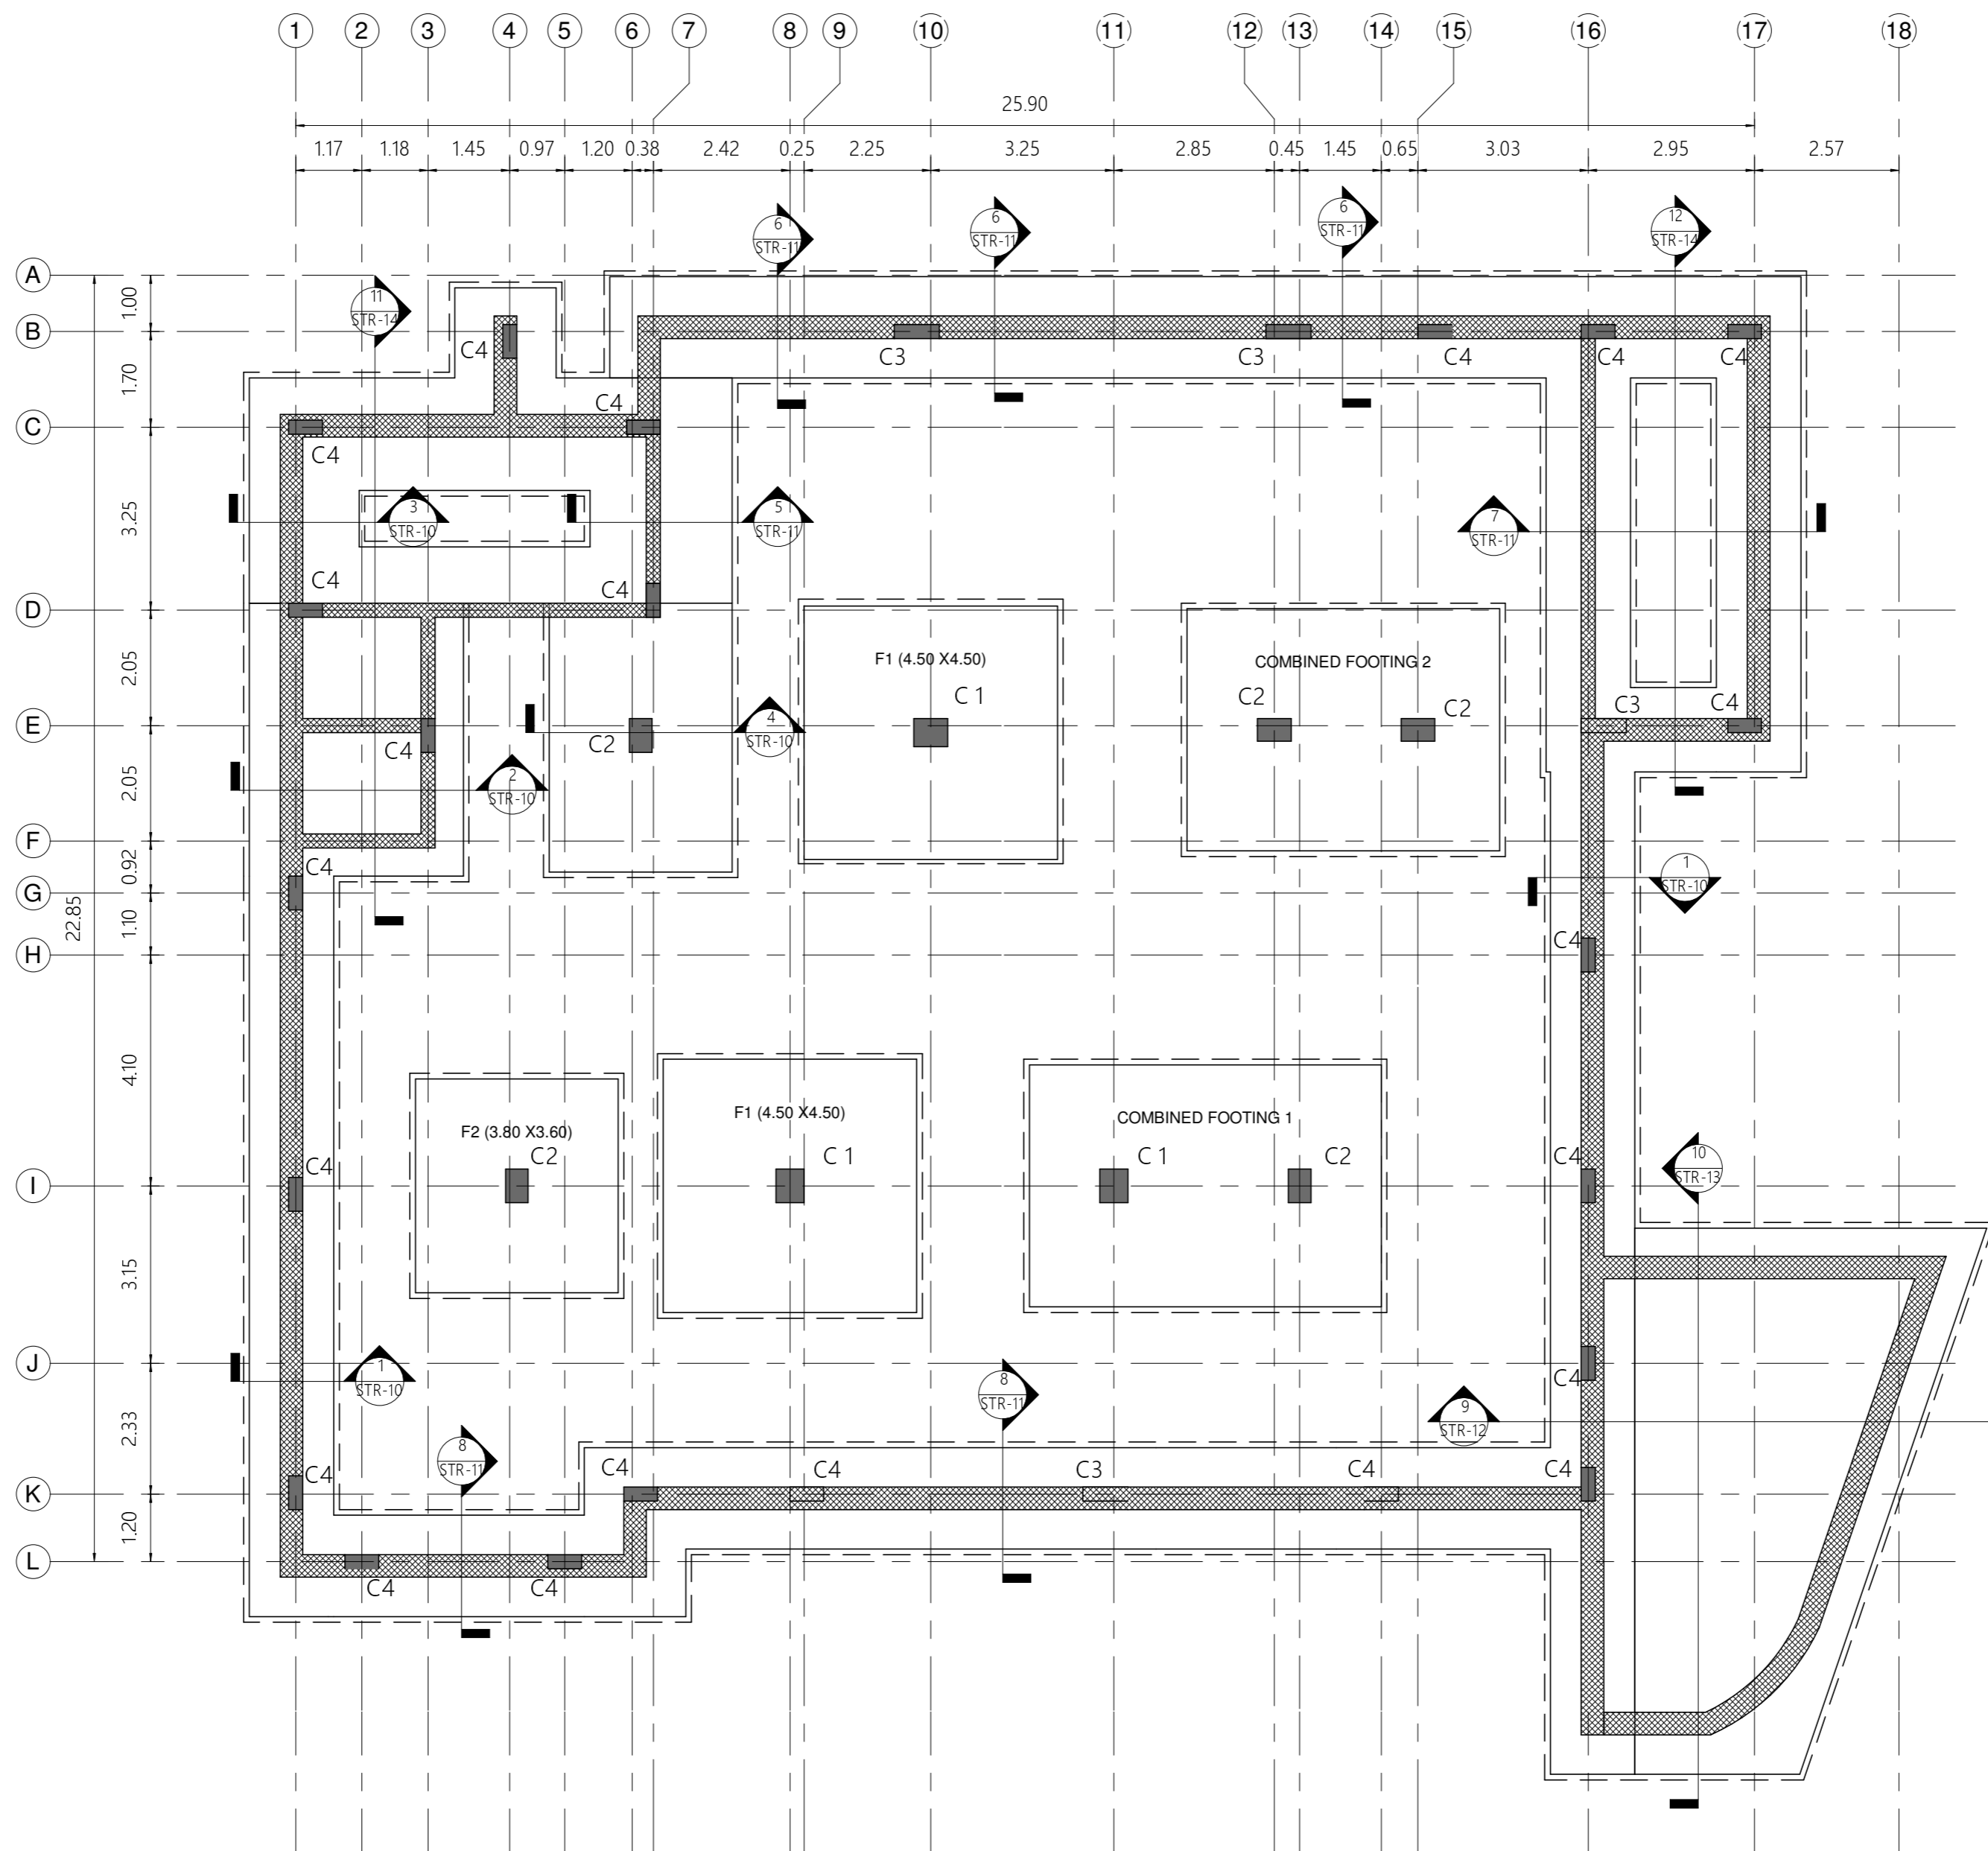 1 2 3 4 5 6 7 8 9 (10) (11) (12) (13) (14) (15) (16) (17) (18)
25.90
1.17 1.18 1.45 0.97 1.20 0.38 2.42 0.25 2.25 3.25 2.85 0.45 1.45 0.65 3.03 2.95 2.57
6 STR-11
6 STR-11
6 STR-11
12 STR-14
A
1.00
11 STR-14
B
C4
C3
C3
C4
C4
C4
1.70
C4
C
C4
3.25
3 STR-10
5 STR-11
7 STR-11
C4
C4
D
2.05
F1 (4.50 X4.50)
COMBINED FOOTING 2
C1
C2
C2
C3
C4
E
C4
C2
4 STR-10
2.05
2 STR-10
F
0.92
C4
1 STR-10
G
22.85
1.10
C4
H
4.10
F2 (3.80 X3.60)
F1 (4.50 X4.50)
COMBINED FOOTING 1
C4
C2
C1
C1
C2
C4
10 STR-13
I
3.15
J
1 STR-10
8 STR-11
9 STR-12
C4
2.33
8 STR-11
C4
C4
C4
C3
C4
C4
K
1.20
L
C4
C4